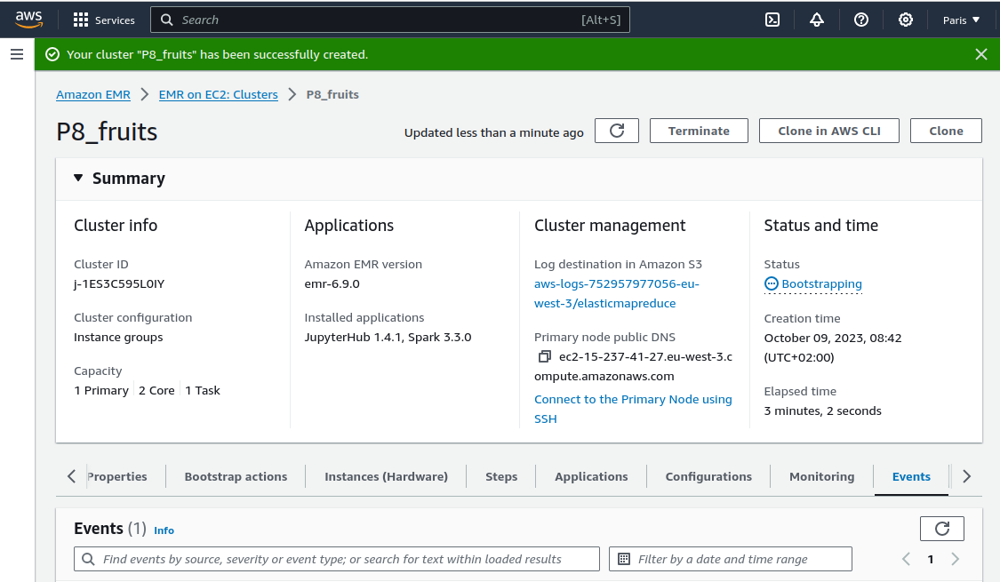 aws
Services
Search
[Alt+S]
Paris
Your cluster "P8_fruits" has been successfully created.
Amazon EMR
EMR on EC2: Clusters
P8_fruits
P8_fruits
Updated less than a minute ago
Terminate
Clone in AWS CLI
Clone
Summary
Cluster info
Cluster ID
j-1ES3C595L0IY
Cluster configuration
Instance groups
Capacity
1 Primary
2 Core
1 Task
Applications
Amazon EMR version
emr-6.9.0
Installed applications
JupyterHub 1.4.1, Spark 3.3.0
Cluster management
Log destination in Amazon S3
aws-logs-752957977056-eu-
west-3/elasticmapreduce
Primary node public DNS
ec2-15-237-41-27.eu-west-3.c
ompute.amazonaws.com
Connect to the Primary Node using
SSH
Status and time
Status
Bootstrapping
Creation time
October 09, 2023, 08:42
(UTC+02:00)
Elapsed time
3 minutes, 2 seconds
Properties
Bootstrap actions
Instances (Hardware)
Steps
Applications
Configurations
Monitoring
Events
Events (1)
Info
Find events by source, severity or event type; or search for text within loaded results
Filter by a date and time range
1